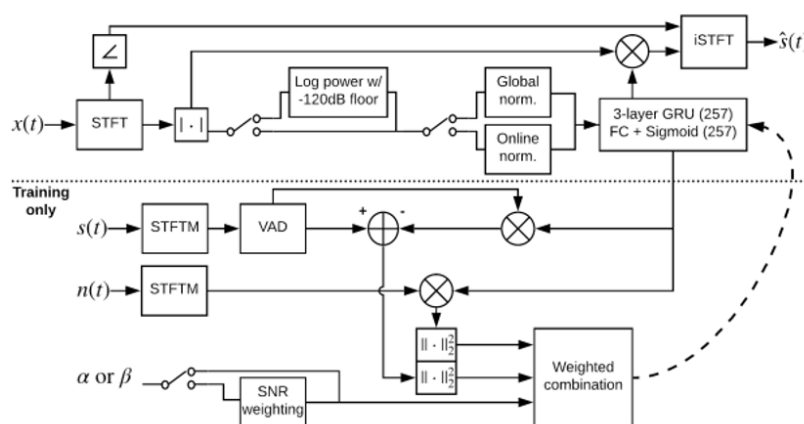 ∠
iSTFT
ŝ(t)
Log power w/
-120dB floor
Global
norm.
x(t)
STFT
| · |
3-layer GRU (257)
FC + Sigmoid (257)
Online
norm.
Training
only
+
-
s(t)
STFTM
VAD
n(t)
STFTM
|| · ||₂²
|| · ||₂²
Weighted
combination
α or β
SNR
weighting